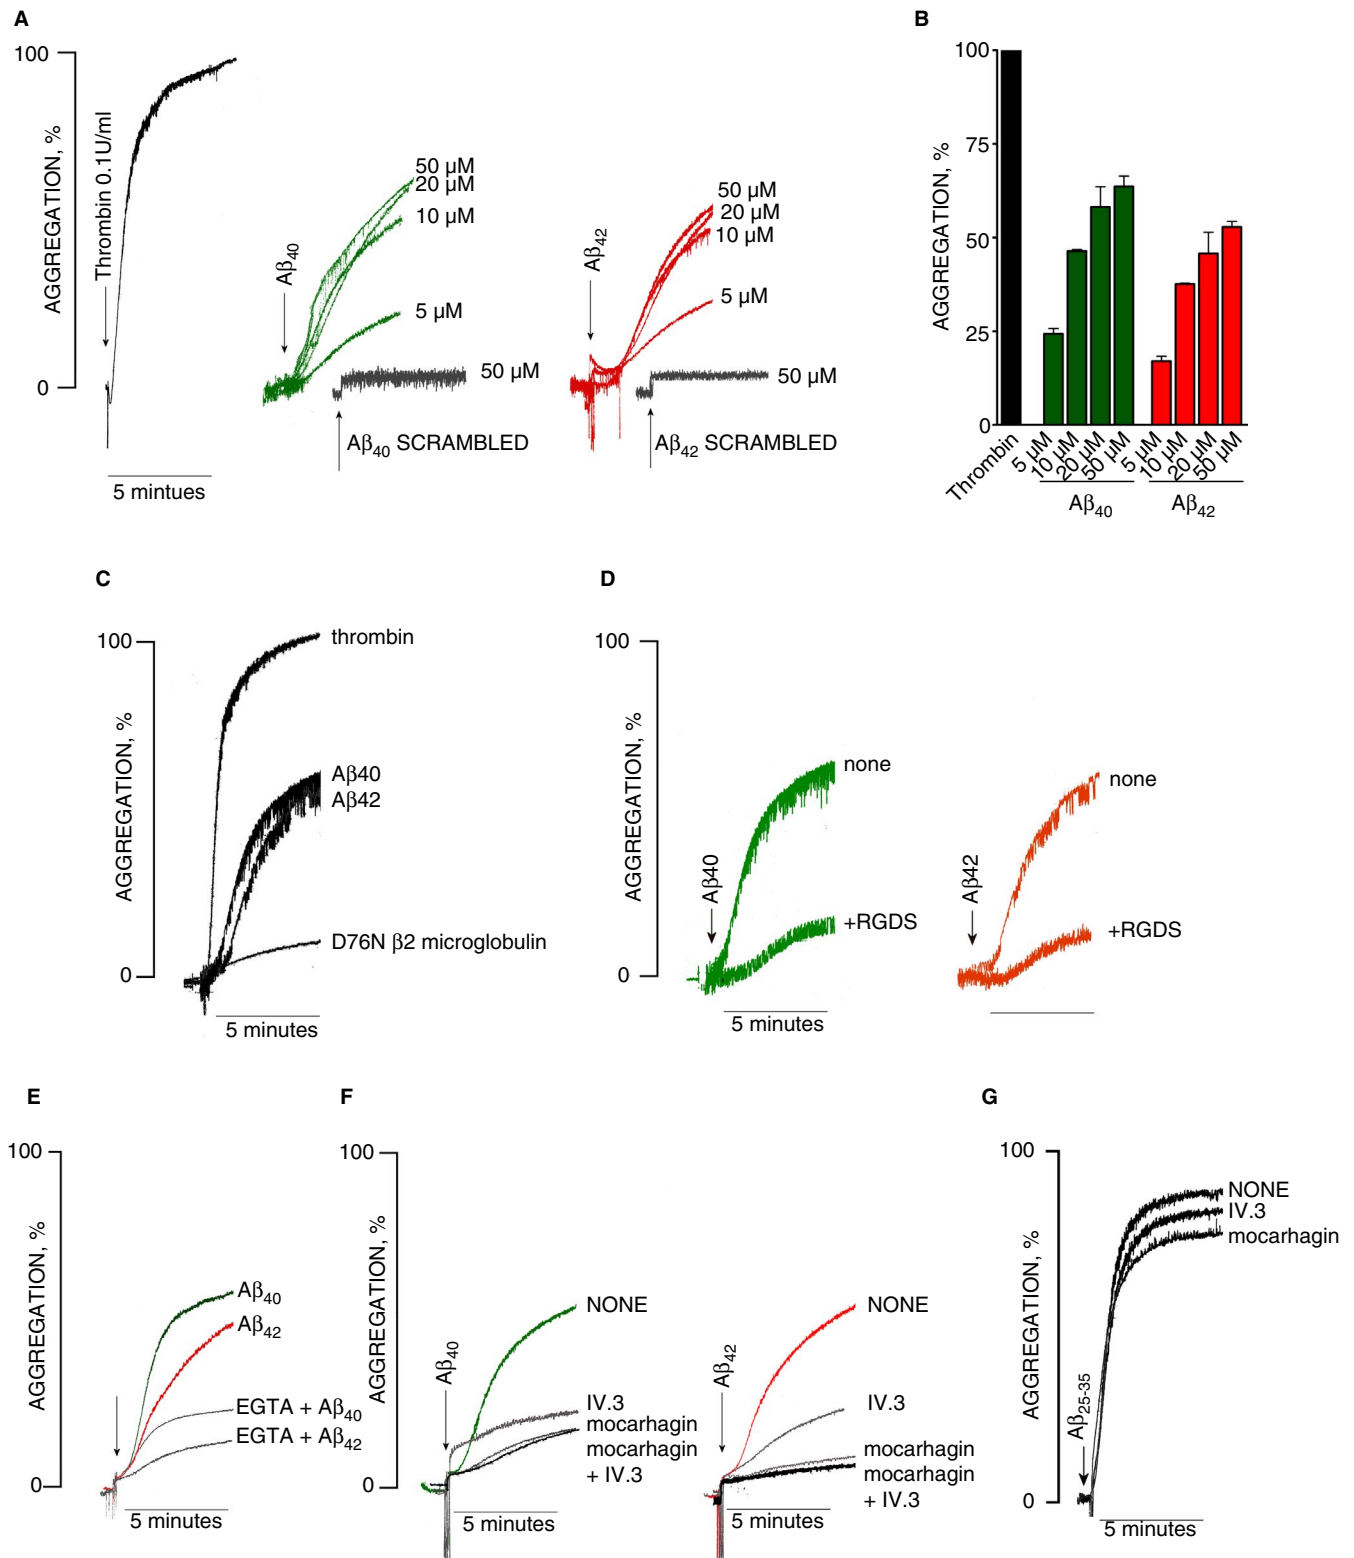 A
100
AGGREGATION, %
0
Thrombin 0.1U/ml
5 mintues
Aβ40
50 µM
20 µM
10 µM
5 µM
50 µM
Aβ40 SCRAMBLED
Aβ42
50 µM
20 µM
10 µM
5 µM
50 µM
Aβ42 SCRAMBLED
B
100
75
50
25
0
AGGREGATION, %
Thrombin
5 µM
10 µM
20 µM
50 µM
5 µM
10 µM
20 µM
50 µM
Aβ40
Aβ42
C
100
AGGREGATION, %
0
thrombin
Aβ40
Aβ42
D76N β2 microglobulin
5 minutes
D
100
AGGREGATION, %
0
Aβ40
none
+RGDS
5 minutes
Aβ42
none
+RGDS
E
100
AGGREGATION, %
0
Aβ40
Aβ42
EGTA + Aβ40
EGTA + Aβ42
5 minutes
F
100
AGGREGATION, %
0
Aβ40
NONE
IV.3
mocarhagin
mocarhagin
+ IV.3
5 minutes
Aβ42
NONE
IV.3
mocarhagin
mocarhagin
+ IV.3
5 minutes
G
100
AGGREGATION, %
0
Aβ25-35
NONE
IV.3
mocarhagin
5 minutes